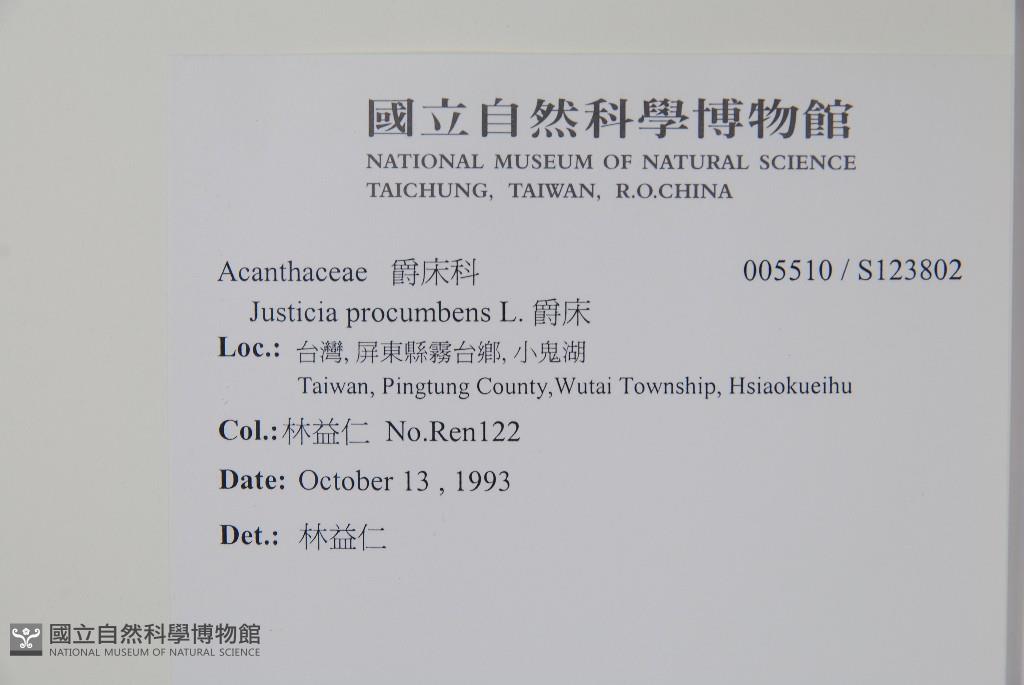 國立自然科學博物館
NATIONAL MUSEUM OF NATURAL SCIENCE
TAICHUNG, TAIWAN, R.O.CHINA
Acanthaceae 爵床科 005510 / S123802
Justicia procumbens L. 爵床
Loc.: 台灣, 屏東縣霧台鄉, 小鬼湖
Taiwan, Pingtung County,Wutai Township, Hsiaokueihu
Col.:林益仁 No.Ren122
Date: October 13 , 1993
Det.: 林益仁
國立自然科學博物館
NATIONAL MUSEUM OF NATURAL SCIENCE